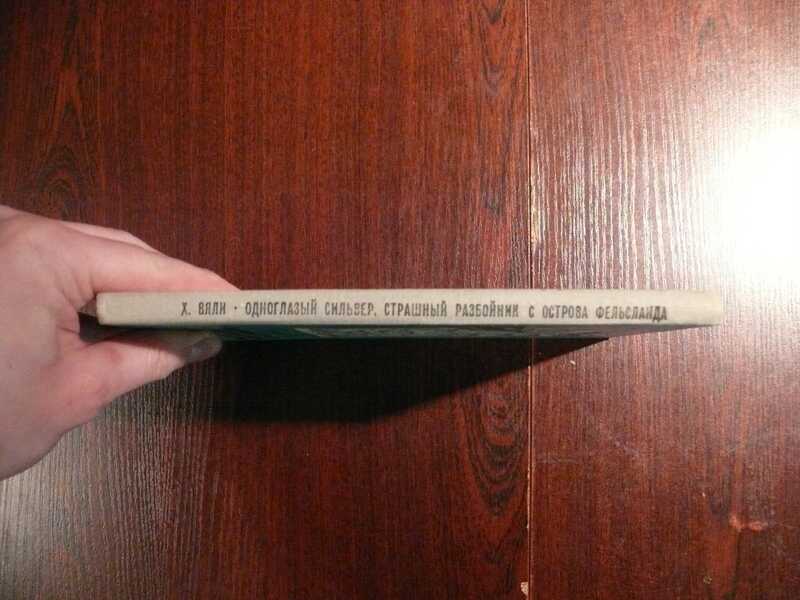 Х. ВЯЛИ · ОДНОГЛАЗЫЙ СИЛЬВЕР, СТРАШНЫЙ РАЗБОЙНИК С ОСТРОВА ФЕЛЬСЛАНДА